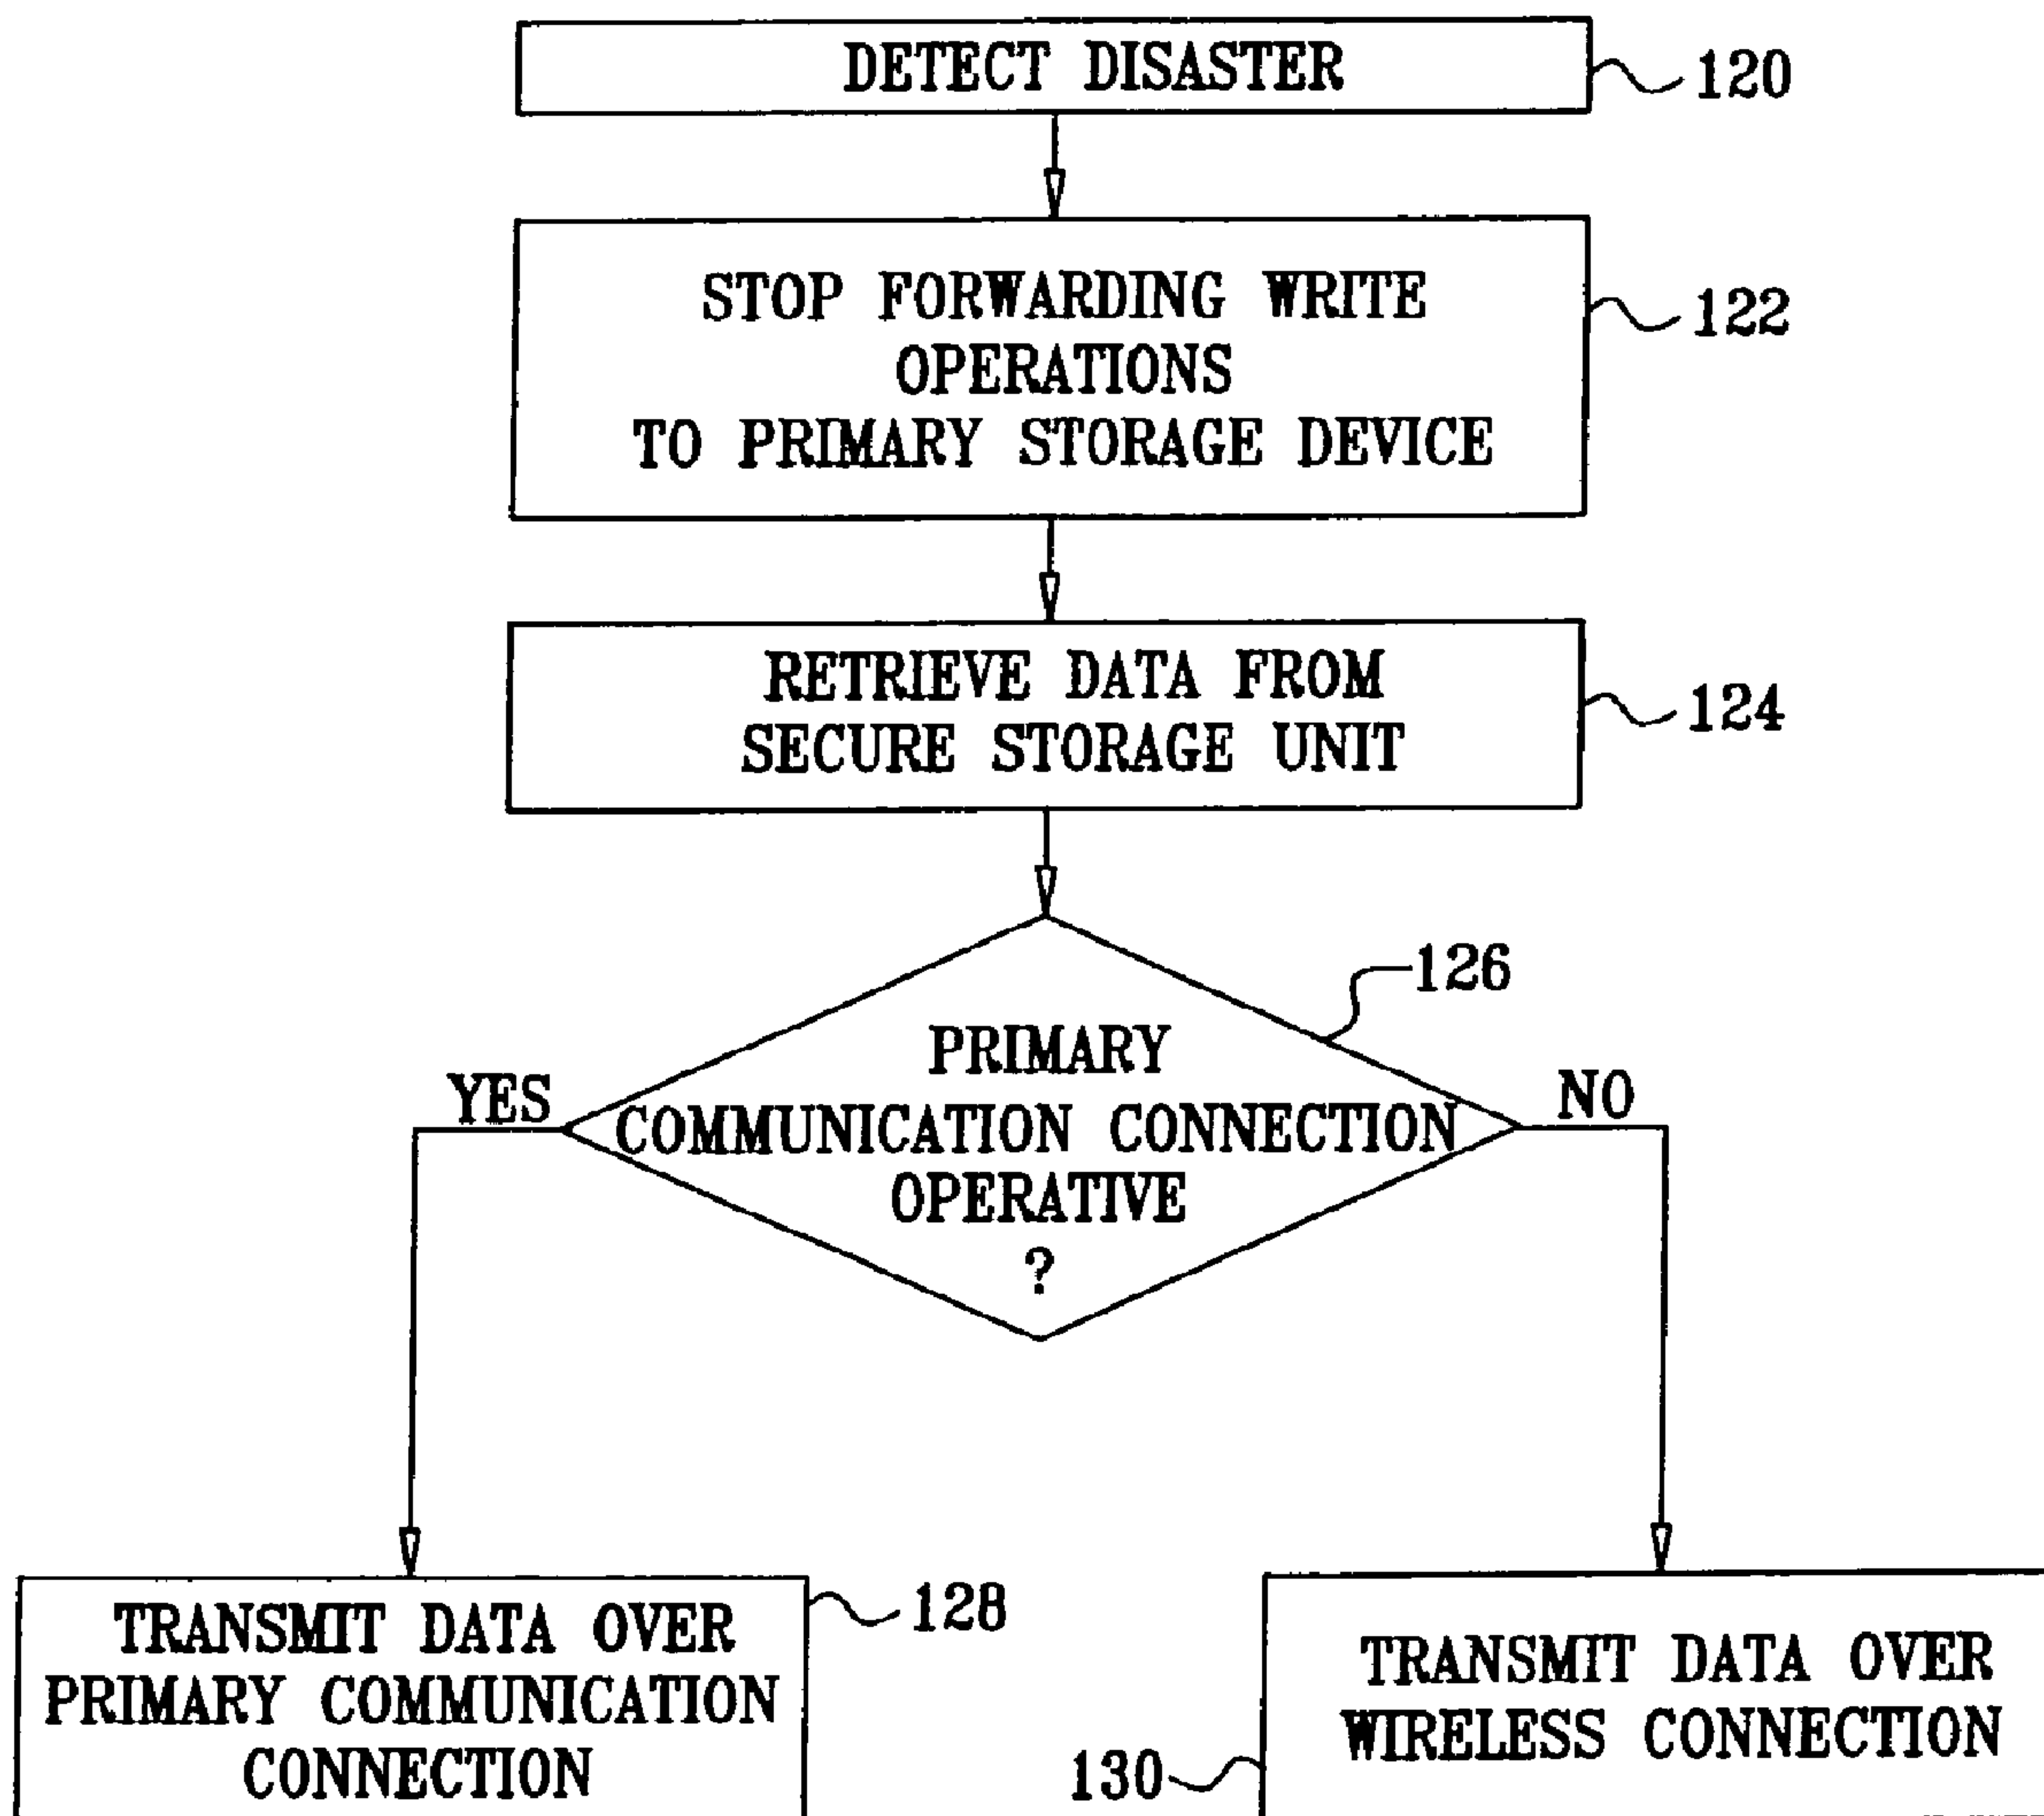 DETECT DISASTER
120
STOP FORWARDING WRITE
OPERATIONS
TO PRIMARY STORAGE DEVICE
122
RETRIEVE DATA FROM
SECURE STORAGE UNIT
124
126
PRIMARY
COMMUNICATION CONNECTION
OPERATIVE
?
YES
NO
TRANSMIT DATA OVER
PRIMARY COMMUNICATION
CONNECTION
128
TRANSMIT DATA OVER
WIRELESS CONNECTION
130